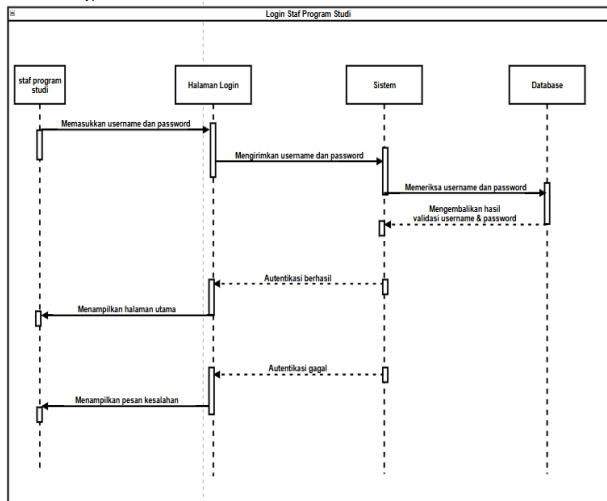 Login Staf Program Studi
staf program
studi
Halaman Login
Sistem
Database
Memasukkan username dan password
Mengirimkan username dan password
Memeriksa username dan password
Mengembalikan hasil
validasi username & password
Autentikasi berhasil
Menampilkan halaman utama
Autentikasi gagal
Menampilkan pesan kesalahan